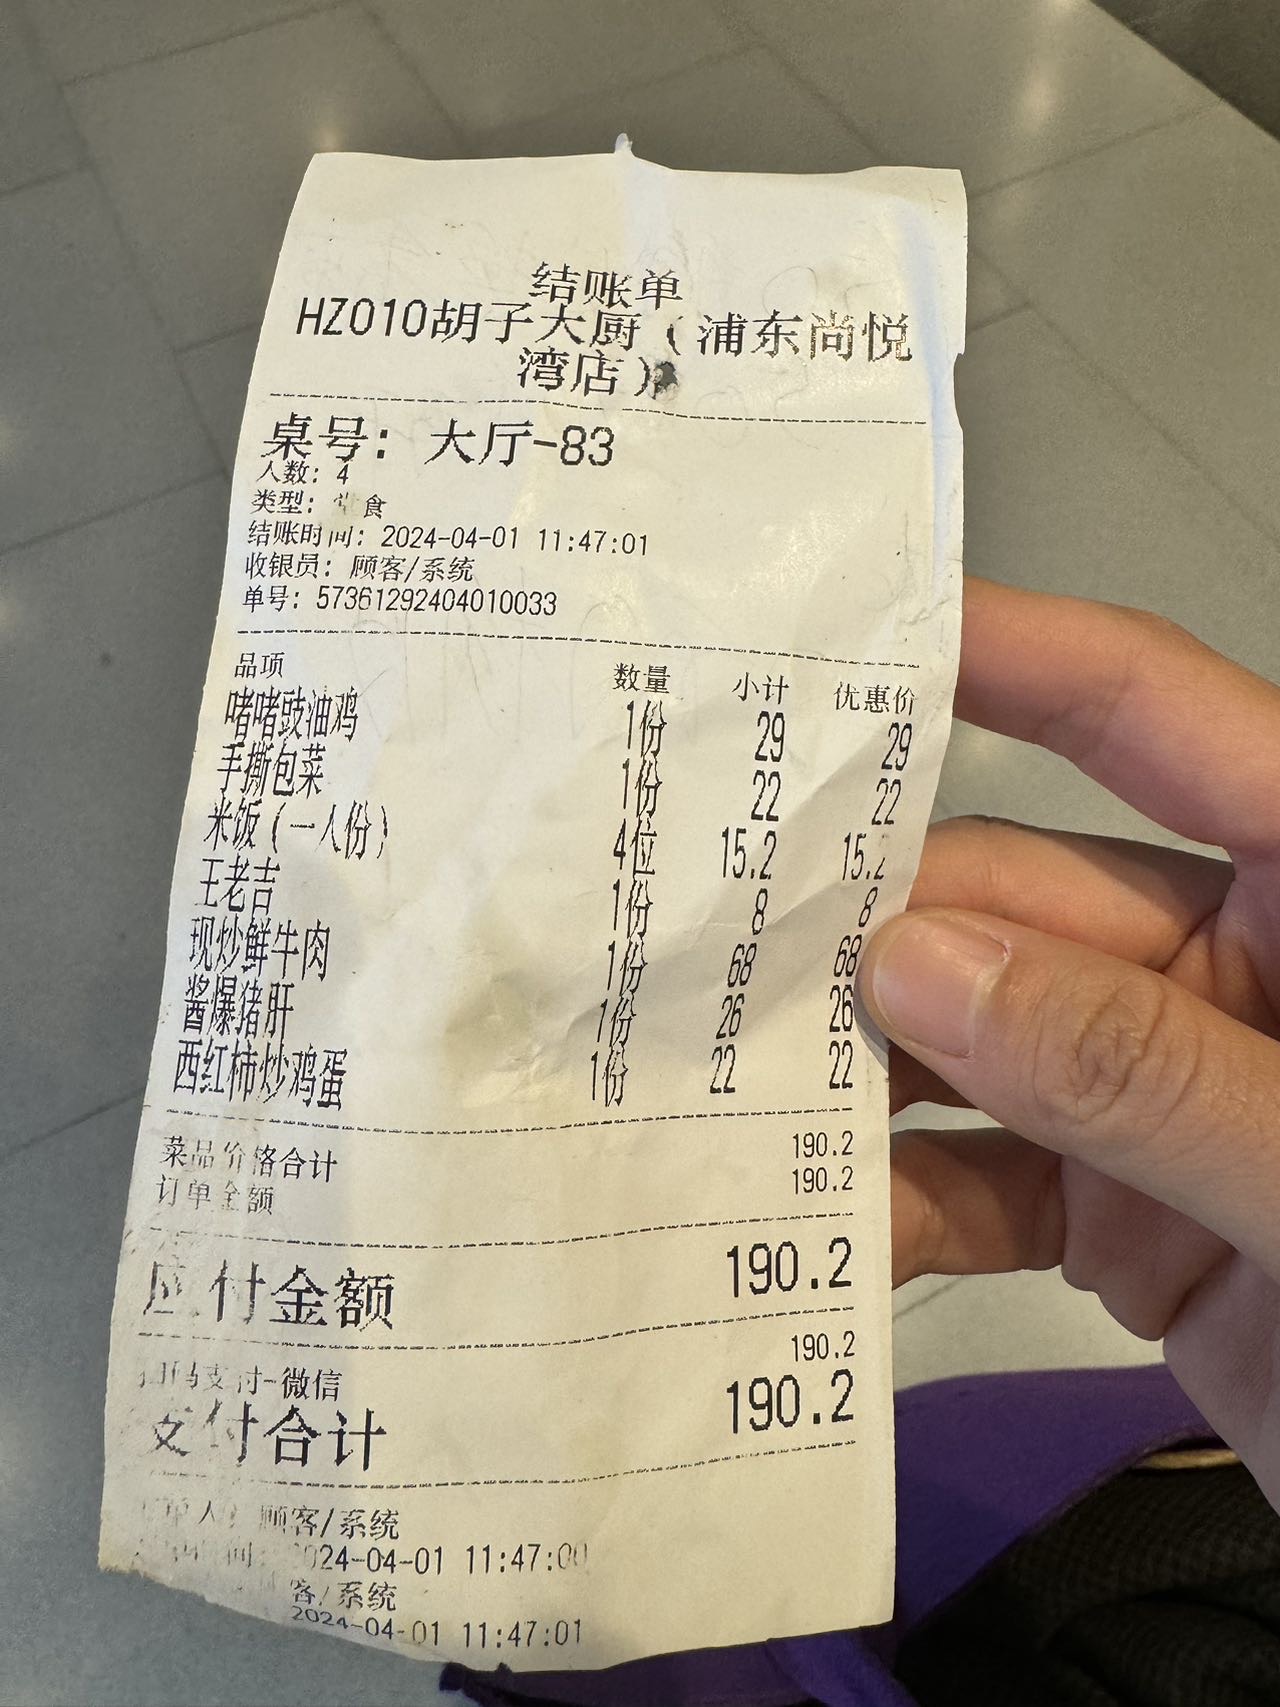 结账单
HZ010胡子大厨（浦东尚悦
湾店）
桌号：大厅-83
人数：4
类型：堂食
结账时间：2024-04-01 11:47:01
收银员：顾客/系统
单号：57361292404010033
品项 数量 小计 优惠价
啫啫豉油鸡 1份 29 29
手撕包菜 1份 22 22
米饭（一人份） 4位 15.2 15.2
王老吉 1份 8 8
现炒鲜牛肉 1份 68 68
酱爆猪肝 1份 26 26
西红柿炒鸡蛋 1份 22 22
菜品价格合计 190.2
订单金额 190.2
应付金额 190.2
扫码支付-微信 190.2
支付合计 190.2
顾客/系统
2024-04-01 11:47:00
客/系统
2024-04-01 11:47:01